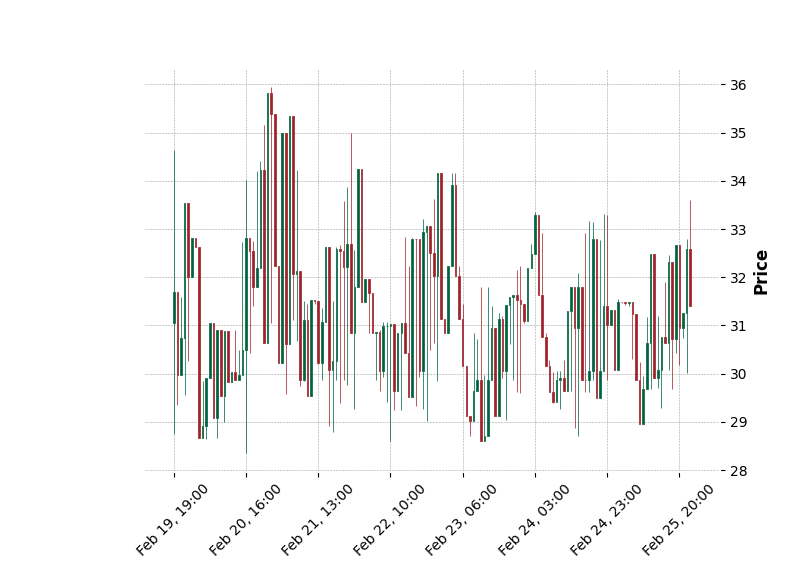 36
35
34
33
32
31
30
29
28
Price
Feb 19, 19:00
Feb 20, 16:00
Feb 21, 13:00
Feb 22, 10:00
Feb 23, 06:00
Feb 24, 03:00
Feb 24, 23:00
Feb 25, 20:00